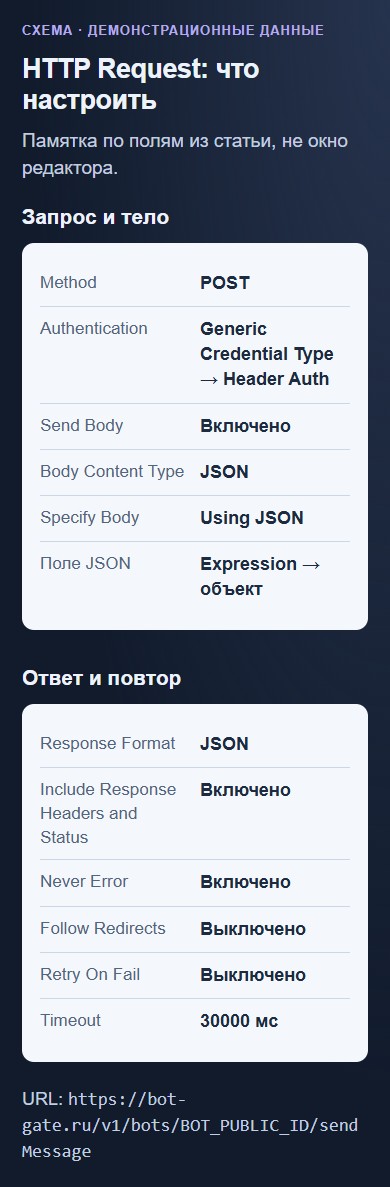 СХЕМА · ДЕМОНСТРАЦИОННЫЕ ДАННЫЕ
HTTP Request: что
настроить
Памятка по полям из статьи, не окно
редактора.
Запрос и тело
Method POST
Authentication Generic
Credential Type
→ Header Auth
Send Body Включено
Body Content Type JSON
Specify Body Using JSON
Поле JSON Expression →
объект
Ответ и повтор
Response Format JSON
Include Response Включено
Headers and
Status
Never Error Включено
Follow Redirects Выключено
Retry On Fail Выключено
Timeout 30000 мс
URL: https://bot-
gate.ru/v1/bots/BOT_PUBLIC_ID/send
Message